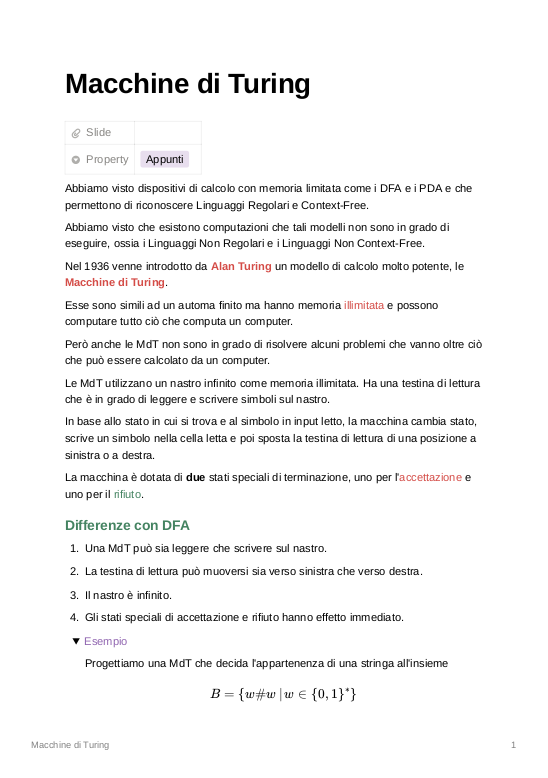 Macchine di Turing
Slide
Property Appunti
Abbiamo visto dispositivi di calcolo con memoria limitata come i DFA e i PDA e che
permettono di riconoscere Linguaggi Regolari e Context-Free.
Abbiamo visto che esistono computazioni che tali modelli non sono in grado di
eseguire, ossia i Linguaggi Non Regolari e i Linguaggi Non Context-Free.
Nel 1936 venne introdotto da Alan Turing un modello di calcolo molto potente, le
Macchine di Turing.
Esse sono simili ad un automa finito ma hanno memoria illimitata e possono
computare tutto ciò che computa un computer.
Però anche le MdT non sono in grado di risolvere alcuni problemi che vanno oltre ciò
che può essere calcolato da un computer.
Le MdT utilizzano un nastro infinito come memoria illimitata. Ha una testina di lettura
che è in grado di leggere e scrivere simboli sul nastro.
In base allo stato in cui si trova e al simbolo in input letto, la macchina cambia stato,
scrive un simbolo nella cella letta e poi sposta la testina di lettura di una posizione a
sinistra o a destra.
La macchina è dotata di due stati speciali di terminazione, uno per l'accettazione e
uno per il rifiuto.
Differenze con DFA
1. Una MdT può sia leggere che scrivere sul nastro.
2. La testina di lettura può muoversi sia verso sinistra che verso destra.
3. Il nastro è infinito.
4. Gli stati speciali di accettazione e rifiuto hanno effetto immediato.
▼ Esempio
Progettiamo una MdT che decida l'appartenenza di una stringa all'insieme
B = {w#w | w ∈ {0, 1}*}
Macchine di Turing 1